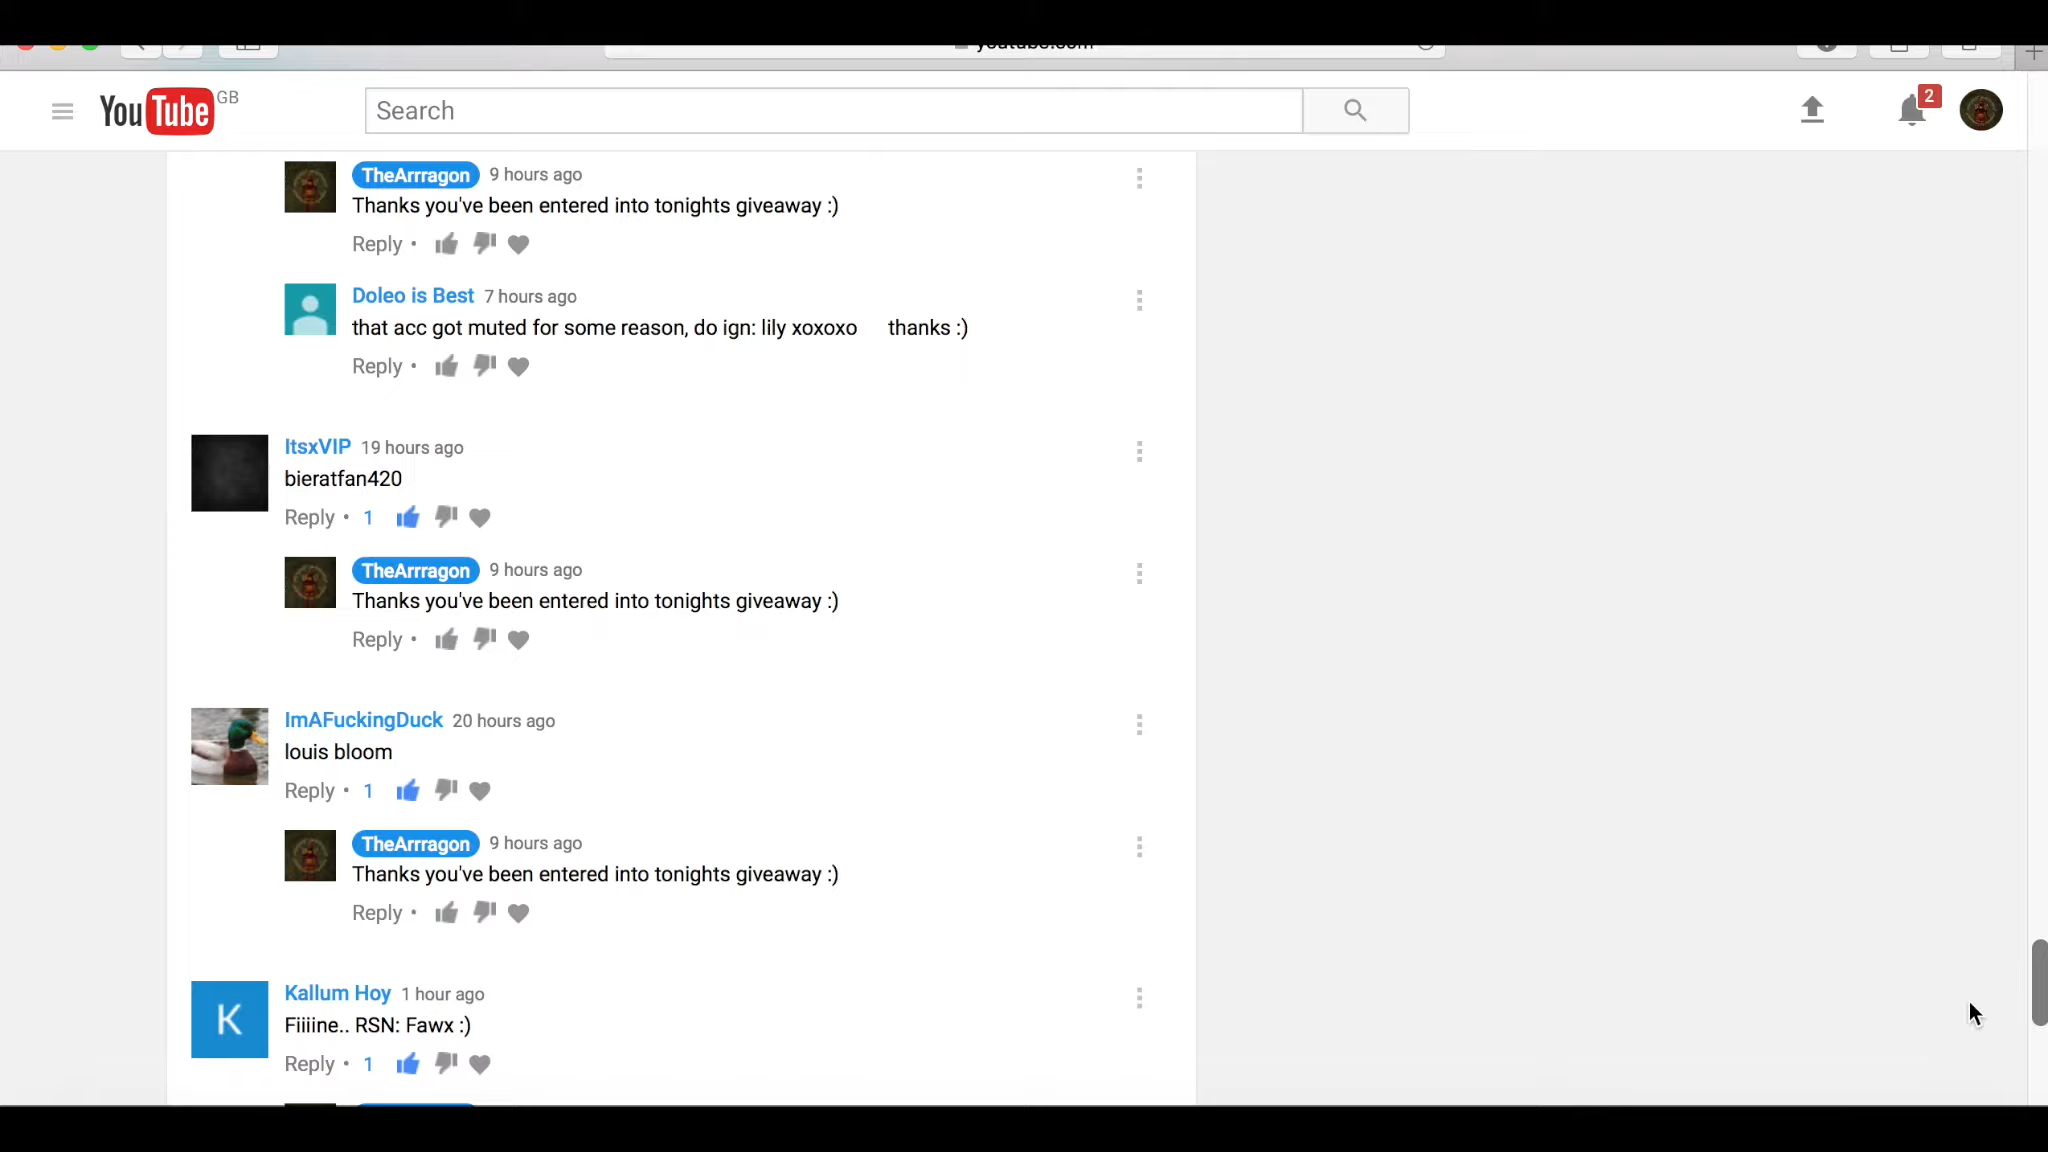 youtube.com
YouTube GB
Search
2
TheArrragon 9 hours ago
Thanks you've been entered into tonights giveaway :)
Reply •
Doleo is Best 7 hours ago
that acc got muted for some reason, do ign: lily xoxoxo thanks :)
Reply •
ItsxVIP 19 hours ago
bieratfan420
Reply • 1
TheArrragon 9 hours ago
Thanks you've been entered into tonights giveaway :)
Reply •
ImAFuckingDuck 20 hours ago
louis bloom
Reply • 1
TheArrragon 9 hours ago
Thanks you've been entered into tonights giveaway :)
Reply •
K
Kallum Hoy 1 hour ago
Fiiiine.. RSN: Fawx :)
Reply • 1